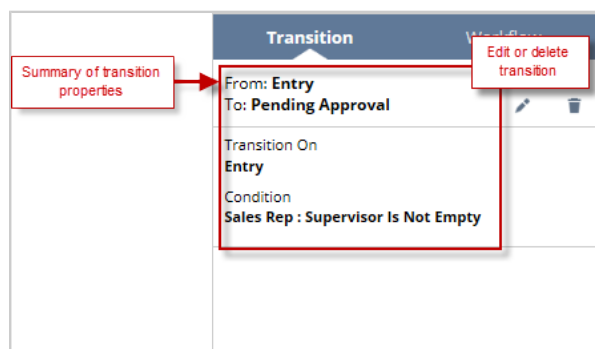 Transition
Edit or delete
transition
Summary of transition
properties
From: Entry
To: Pending Approval
Transition On
Entry
Condition
Sales Rep : Supervisor Is Not Empty